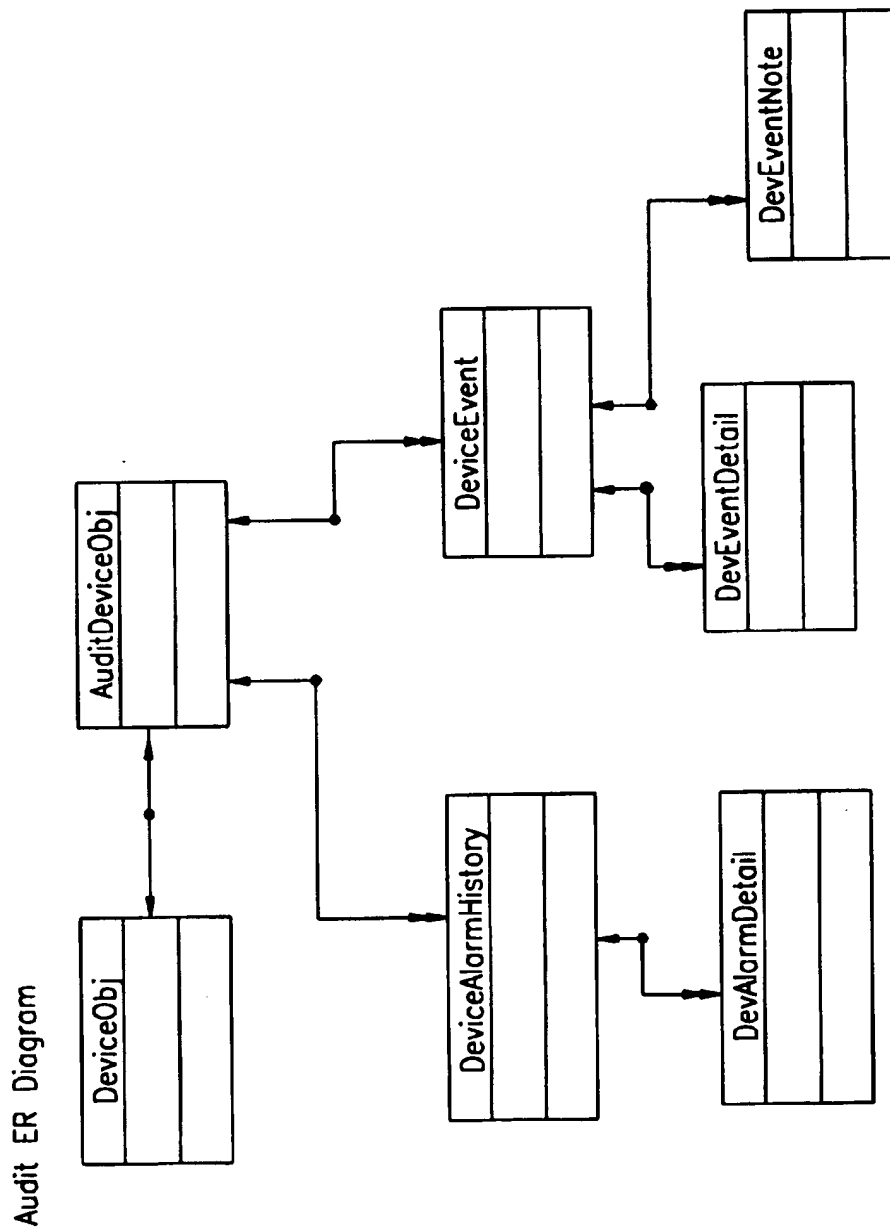 Audit ER Diagram
DeviceObj
AuditDeviceObj
DeviceAlarmHistory
DeviceEvent
DevAlarmDetail
DevEventDetail
DevEventNote